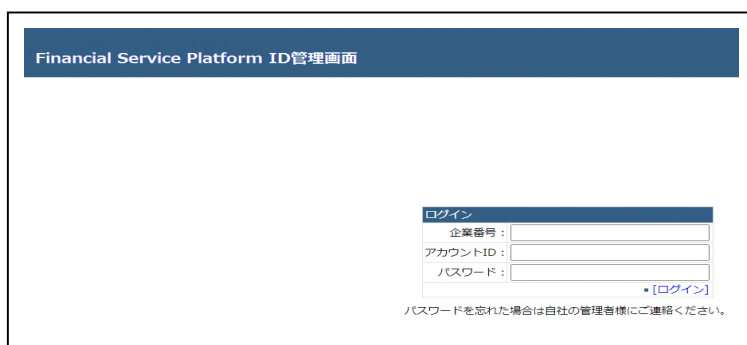 Financial Service Platform ID管理画面
ログイン
企業番号：
アカウントID：
パスワード：
[ログイン]
パスワードを忘れた場合は自社の管理者様にご連絡ください。